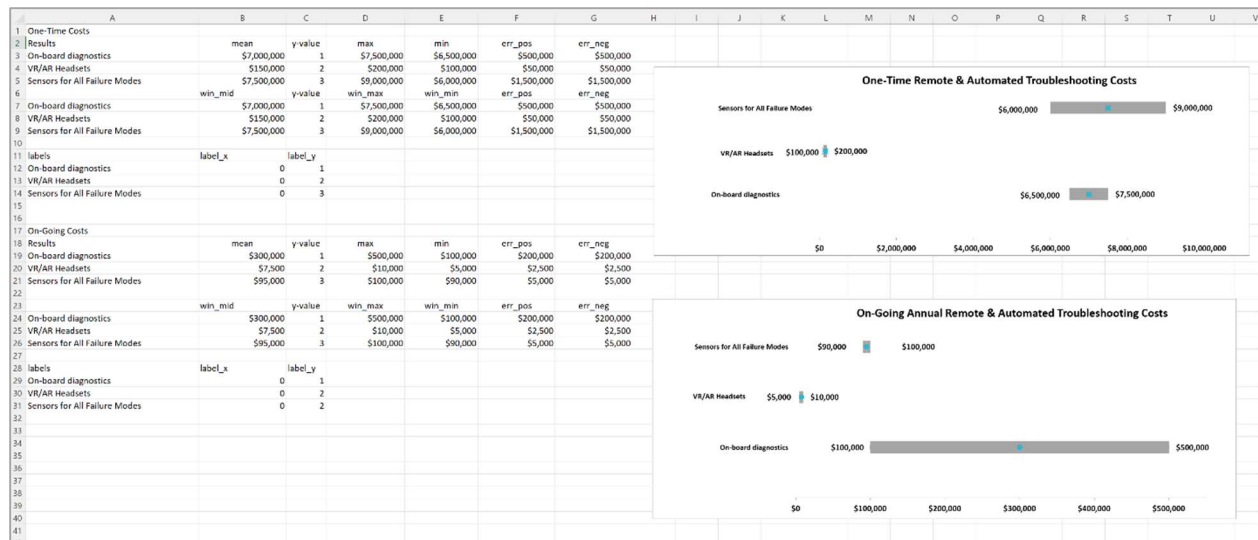 A B C D E F G H I J K L M N O P Q R S T U V
1 One-Time Costs
2 Results mean y-value max min err_pos err_neg
3 On-board diagnostics $7,000,000 1 $7,500,000 $6,500,000 $500,000 $500,000
4 VR/AR Headsets $150,000 2 $200,000 $100,000 $50,000 $50,000
5 Sensors for All Failure Modes $7,500,000 3 $9,000,000 $6,000,000 $1,500,000 $1,500,000
6 win_mid y-value win_max win_min err_pos err_neg
7 On-board diagnostics $7,000,000 1 $7,500,000 $6,500,000 $500,000 $500,000
8 VR/AR Headsets $150,000 2 $200,000 $100,000 $50,000 $50,000
9 Sensors for All Failure Modes $7,500,000 3 $9,000,000 $6,000,000 $1,500,000 $1,500,000
10
11 labels label_x label_y
12 On-board diagnostics 0 1
13 VR/AR Headsets 0 2
14 Sensors for All Failure Modes 0 3
15
16
17 On-Going Costs
18 Results mean y-value max min err_pos err_neg
19 On-board diagnostics $300,000 1 $500,000 $100,000 $200,000 $200,000
20 VR/AR Headsets $7,500 2 $10,000 $5,000 $2,500 $2,500
21 Sensors for All Failure Modes $95,000 3 $100,000 $90,000 $5,000 $5,000
22
23 win_mid y-value win_max win_min err_pos err_neg
24 On-board diagnostics $300,000 1 $500,000 $100,000 $200,000 $200,000
25 VR/AR Headsets $7,500 2 $10,000 $5,000 $2,500 $2,500
26 Sensors for All Failure Modes $95,000 3 $100,000 $90,000 $5,000 $5,000
27
28 labels label_x label_y
29 On-board diagnostics 0 1
30 VR/AR Headsets 0 2
31 Sensors for All Failure Modes 0 2
32
33
34
35
36
37
38
39
40
41
One-Time Remote & Automated Troubleshooting Costs
Sensors for All Failure Modes $6,000,000 $9,000,000
VR/AR Headsets $100,000 $200,000
On-board diagnostics $6,500,000 $7,500,000
$0 $2,000,000 $4,000,000 $6,000,000 $8,000,000 $10,000,000
On-Going Annual Remote & Automated Troubleshooting Costs
Sensors for All Failure Modes $90,000 $100,000
VR/AR Headsets $5,000 $10,000
On-board diagnostics $100,000 $500,000
$0 $100,000 $200,000 $300,000 $400,000 $500,000